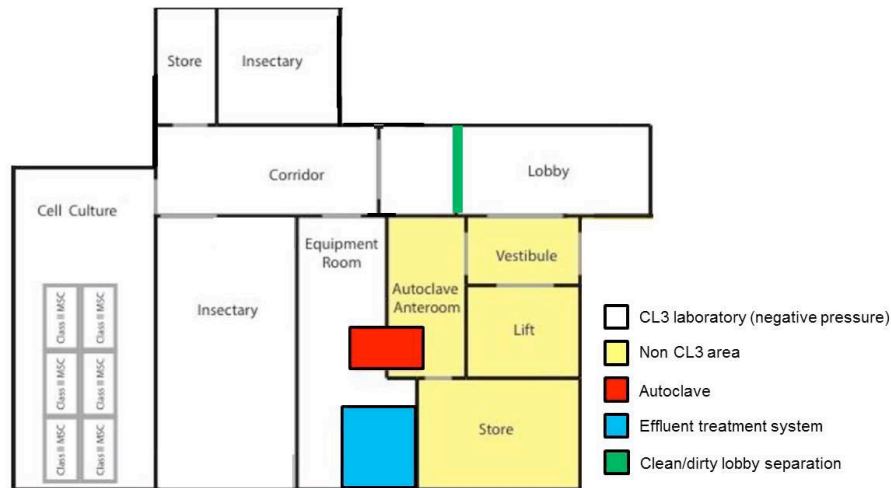 Store
Insectary
Corridor
Lobby
Cell Culture
Equipment
Room
Vestibule
Autoclave
Anteroom
Insectary
Lift
Class II MSC
Class II MSC
Class II MSC
Class II MSC
Class II MSC
Class II MSC
Store
CL3 laboratory (negative pressure)
Non CL3 area
Autoclave
Effluent treatment system
Clean/dirty lobby separation